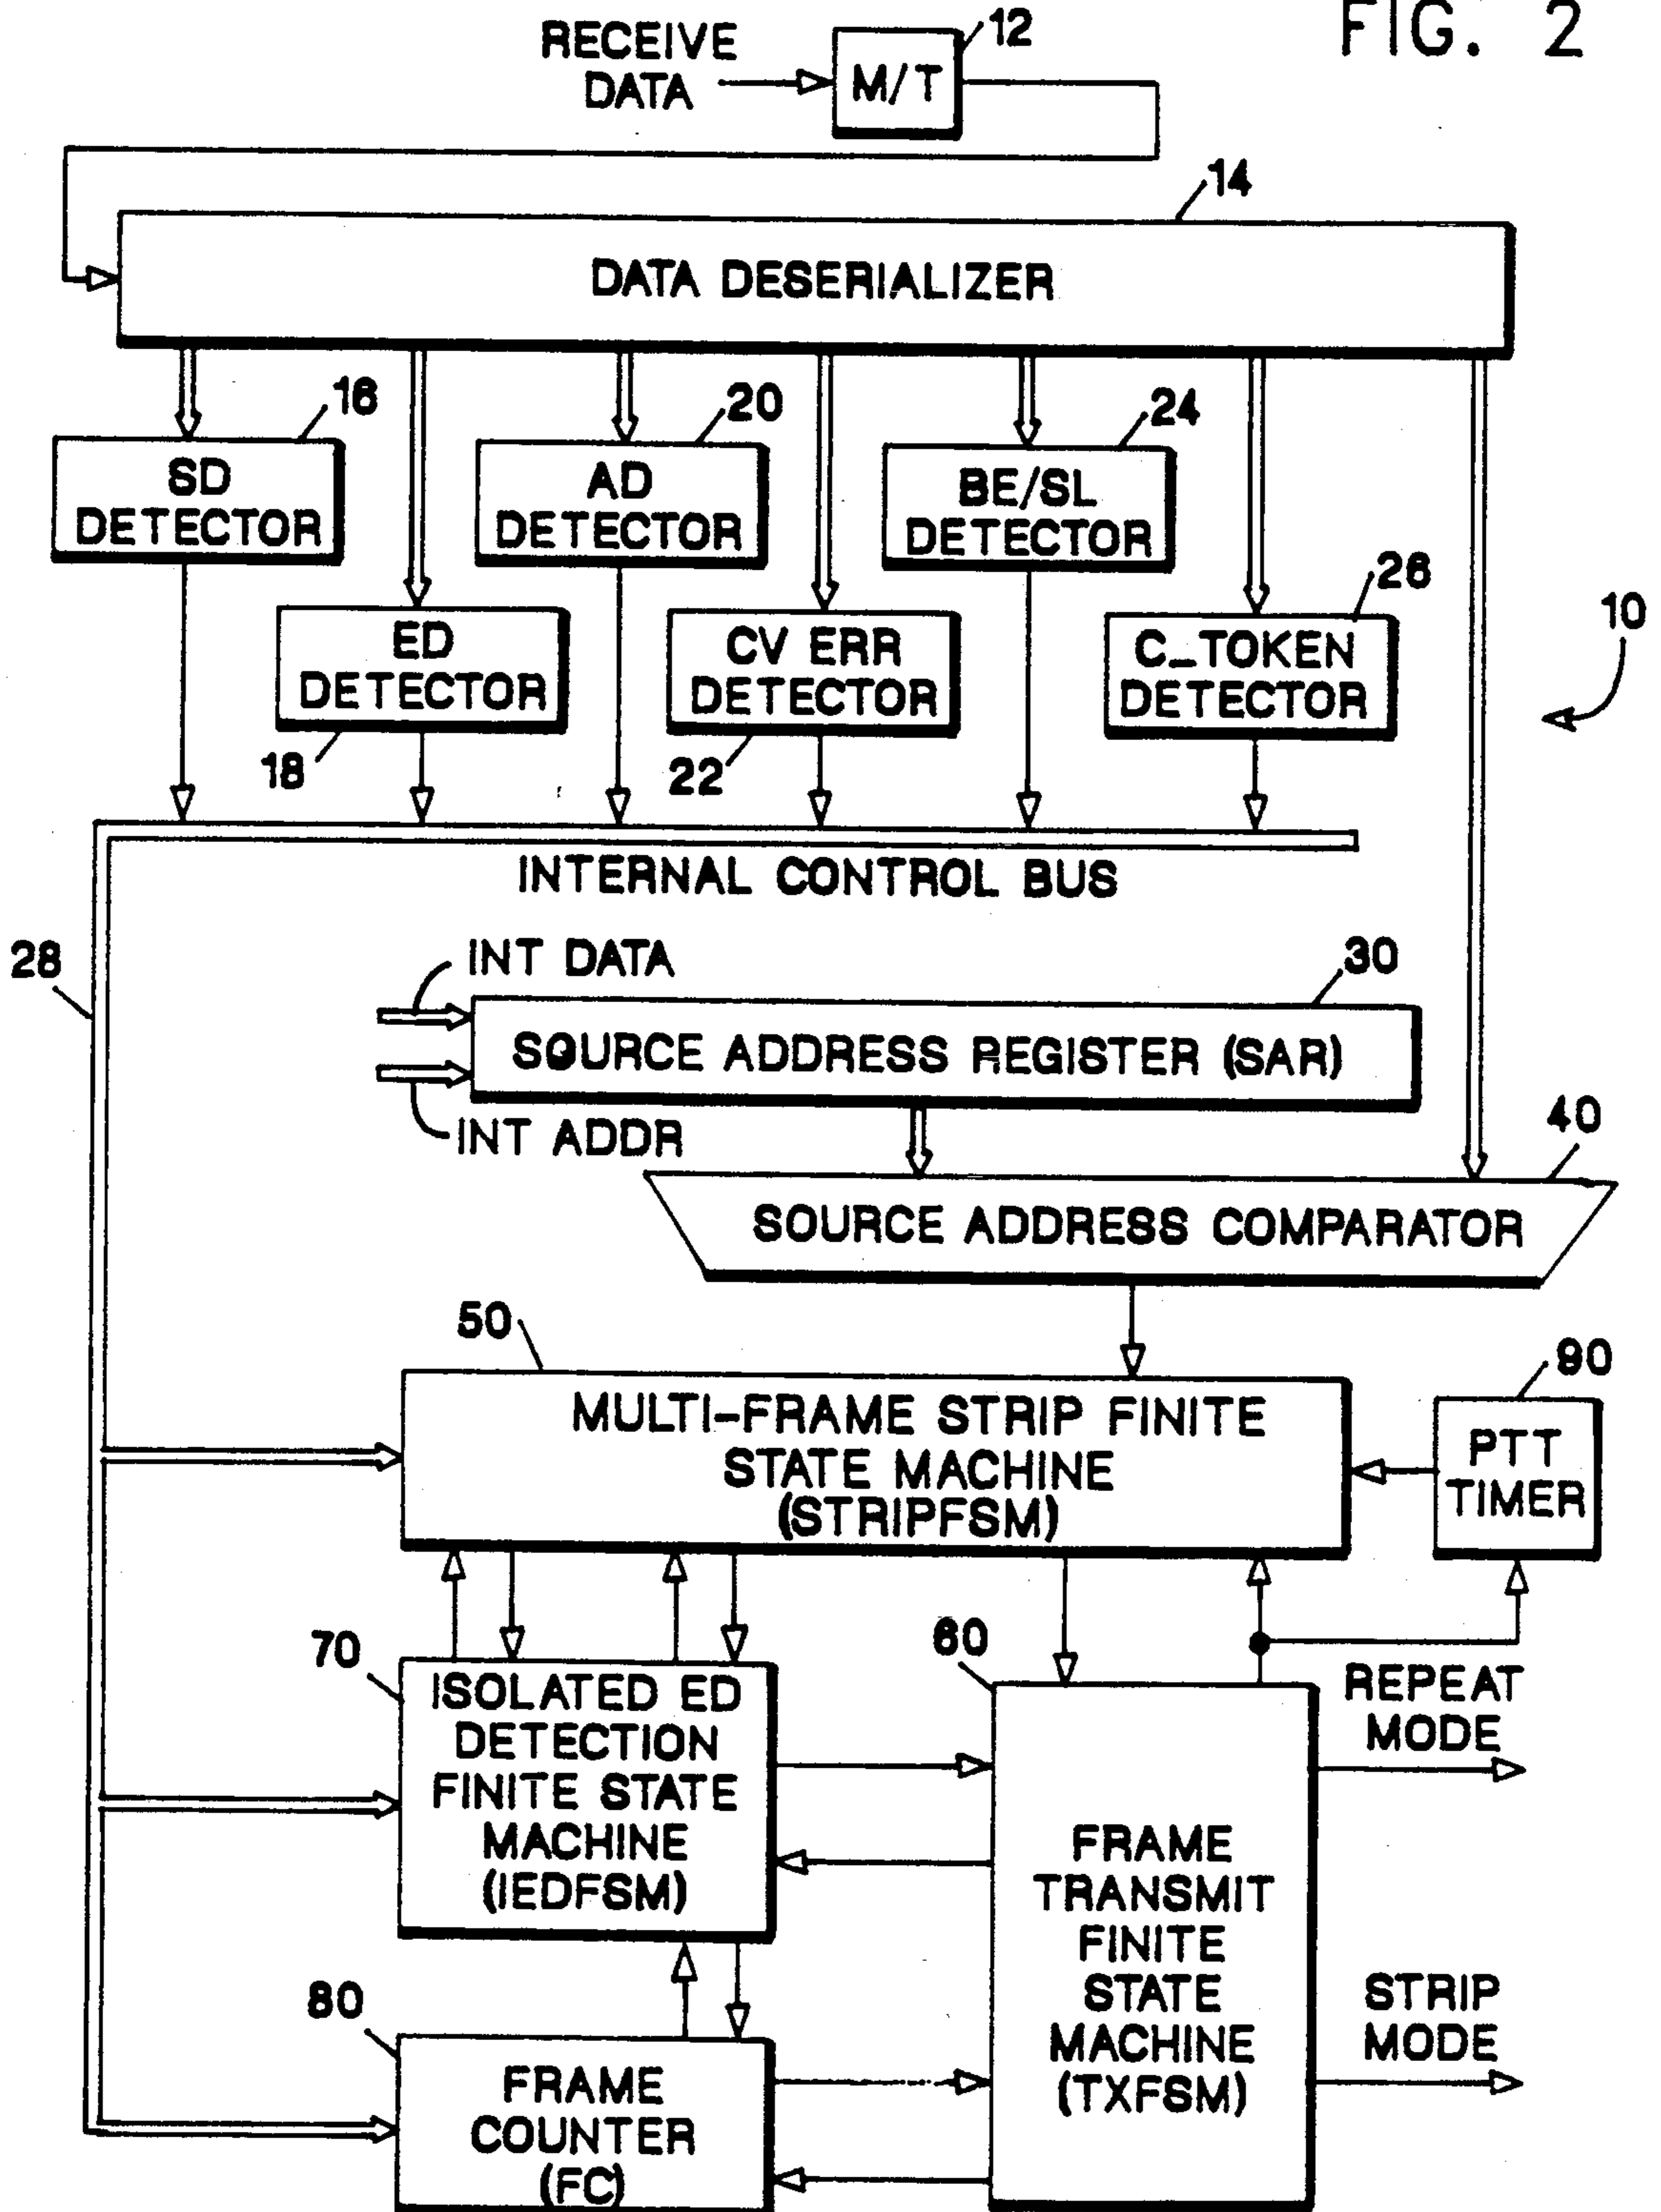 FIG. 2
12
RECEIVE
DATA
M/T
14
DATA DESERIALIZER
16
20
24
SD
DETECTOR
AD
DETECTOR
BE/SL
DETECTOR
26
10
ED
DETECTOR
CV ERR
DETECTOR
C_TOKEN
DETECTOR
18
22
INTERNAL CONTROL BUS
28
INT DATA
30
SOURCE ADDRESS REGISTER (SAR)
INT ADDR
40
SOURCE ADDRESS COMPARATOR
50
90
MULTI-FRAME STRIP FINITE
STATE MACHINE
(STRIPFSM)
PTT
TIMER
70
60
ISOLATED ED
DETECTION
FINITE STATE
MACHINE
(IEDFSM)
REPEAT
MODE
FRAME
TRANSMIT
FINITE
STATE
MACHINE
(TXFSM)
STRIP
MODE
80
FRAME
COUNTER
(FC)